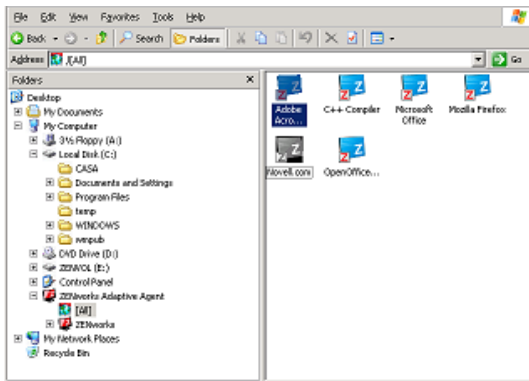 File Edit View Favorites Tools Help
Back Search Folders
Address [All] Go
Folders
Desktop
My Documents
My Computer
3½ Floppy (A:)
Local Disk (C:)
CASA
Documents and Settings
Program Files
temp
WINDOWS
wmpub
DVD Drive (D:)
ZENVOL (E:)
Control Panel
ZENworks Adaptive Agent
[All]
ZENworks
My Network Places
Recycle Bin
Adobe Acro...
C++ Compiler
Microsoft Office
Mozilla Firefox
Novell.com
OpenOffice...